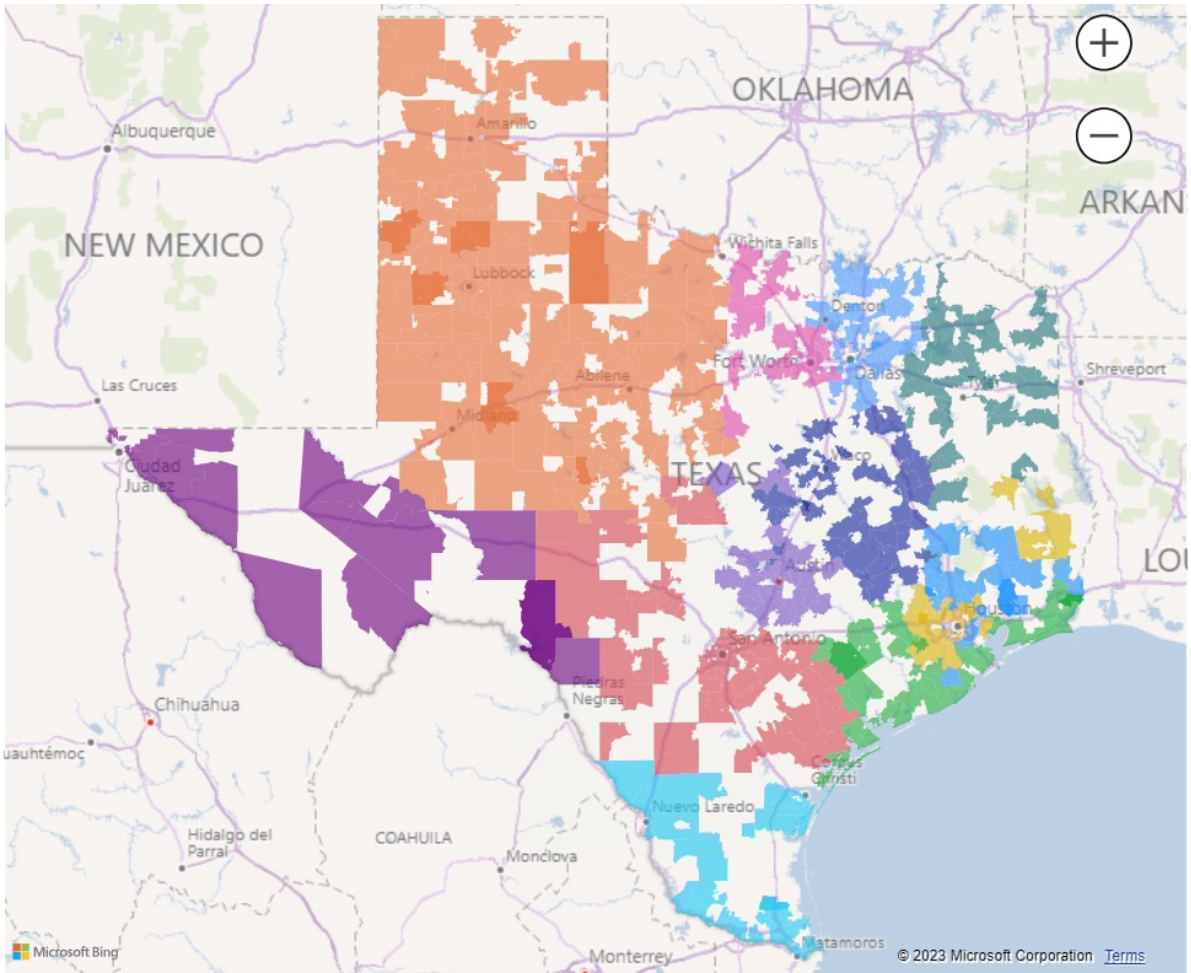 OKLAHOMA
Albuquerque
Amarillo
ARKAN
NEW MEXICO
Wichita Falls
Lubbock
Denton
Las Cruces
Fort Worth
Dallas
Shreveport
Abilene
Tyler
Midland
Ciudad
Juárez
TEXAS
Waco
LOU
Austin
Houston
San Antonio
Piedras
Negras
Chihuahua
uauhtémoc
Corpus
Christi
Nuevo Laredo
Hidalgo del
Parral
COAHUILA
Monclova
Matamoros
Microsoft Bing
Monterrey
© 2023 Microsoft Corporation Terms